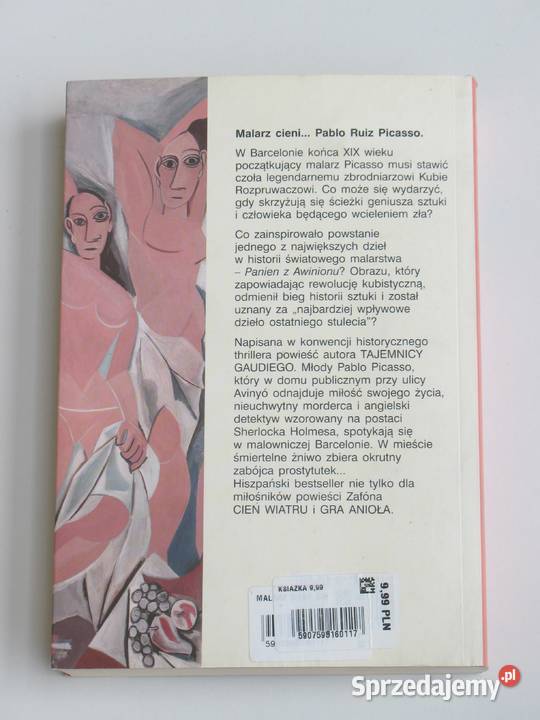 Malarz cieni... Pablo Ruiz Picasso.
W Barcelonie końca XIX wieku
początkujący malarz Picasso musi stawić
czoła legendarnemu zbrodniarzowi Kubie
Rozpruwaczowi. Co może się wydarzyć,
gdy skrzyżują się ścieżki geniusza sztuki
i człowieka będącego wcieleniem zła?
Co zainspirowało powstanie
jednego z największych dzieł
w historii światowego malarstwa
– Panien z Awinionu? Obrazu, który
zapowiadając rewolucję kubistyczną,
odmienił bieg historii sztuki i został
uznany za „najbardziej wpływowe
dzieło ostatniego stulecia”?
Napisana w konwencji historycznego
thrillera powieść autora TAJEMNICY
GAUDIEGO. Młody Pablo Picasso,
który w domu publicznym przy ulicy
Avinyó odnajduje miłość swojego życia,
nieuchwytny morderca i angielski
detektyw wzorowany na postaci
Sherlocka Holmesa, spotykają się
w malowniczej Barcelonie. W mieście
śmiertelne żniwo zbiera okrutny
zabójca prostytutek...
Hiszpański bestseller nie tylko dla
miłośników powieści Zafóna
CIEŃ WIATRU i GRA ANIOŁA.
KSIAZKA 9,99
MAL
5907599160117
59
9.99 PLN
Sprzedajemy.pl